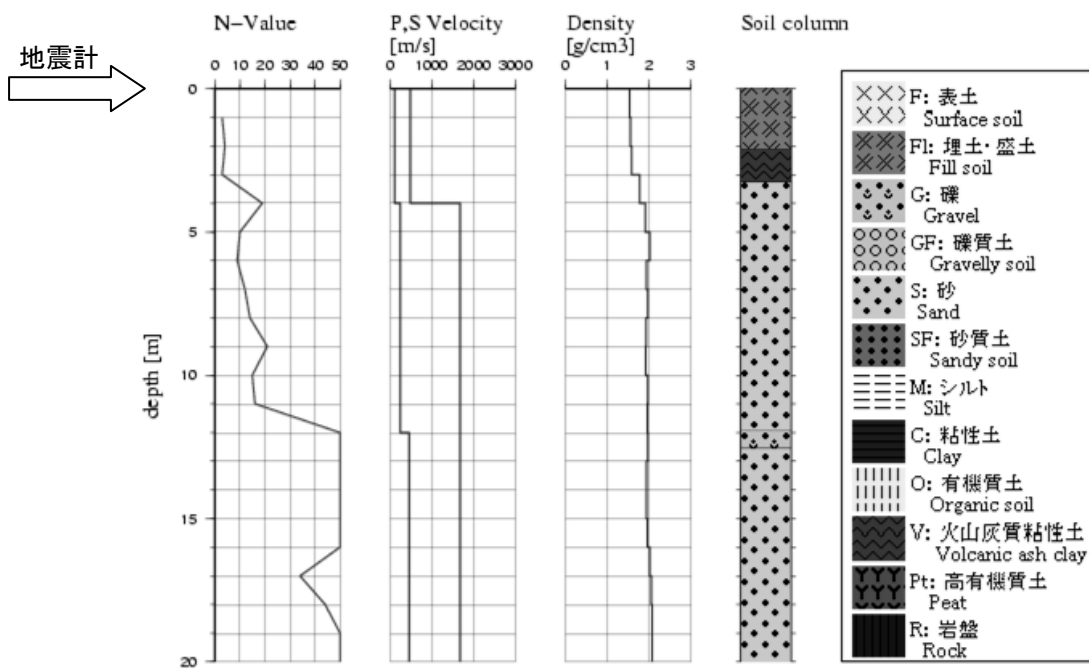 N-Value
P,S Velocity
[m/s]
Density
[g/cm3]
Soil column
地震計
0 10 20 30 40 50
0 1000 2000 3000
0 1 2 3
0
5
10
15
20
depth [m]
F: 表土
Surface soil
Fl: 埋土・盛土
Fill soil
G: 礫
Gravel
GF: 礫質土
Gravelly soil
S: 砂
Sand
SF: 砂質土
Sandy soil
M: シルト
Silt
C: 粘性土
Clay
O: 有機質土
Organic soil
V: 火山灰質粘性土
Volcanic ash clay
Pt: 高有機質土
Peat
R: 岩盤
Rock